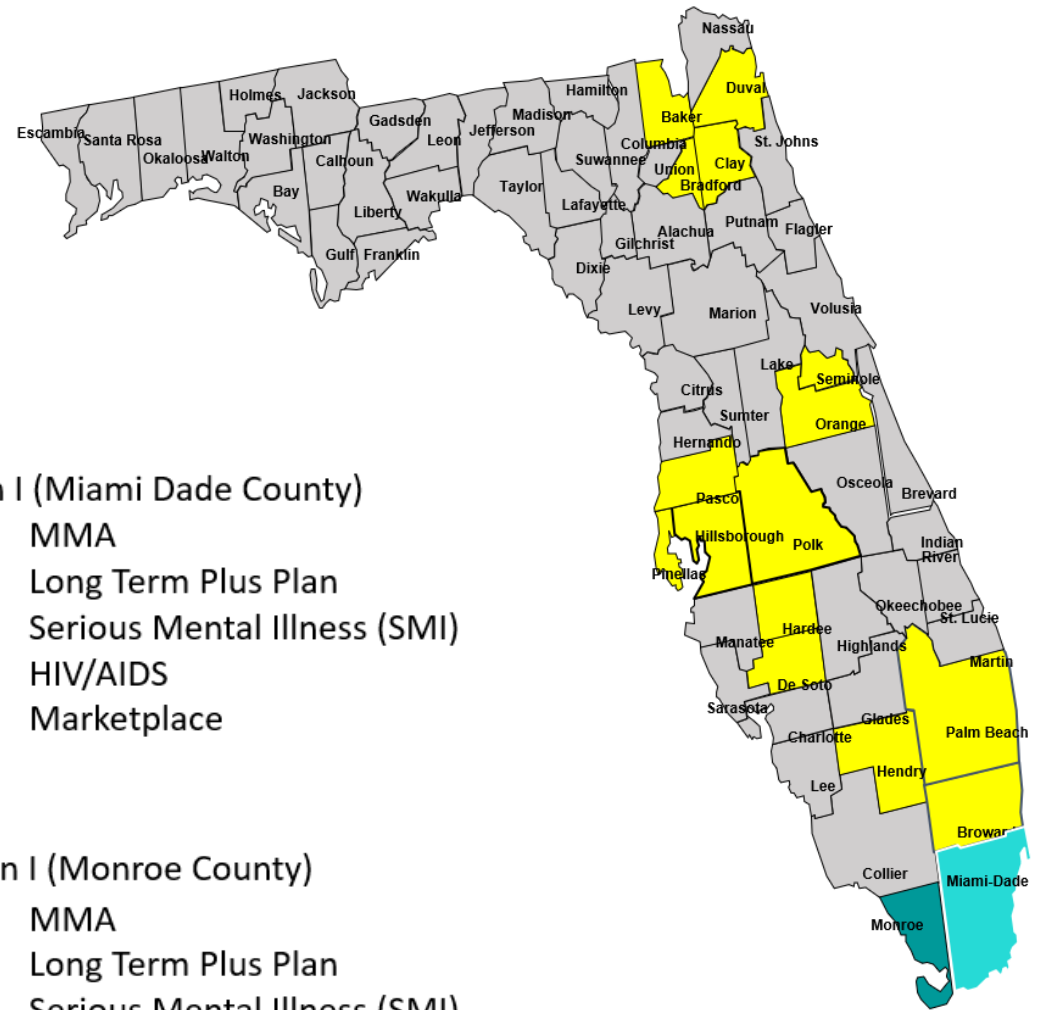 Nassau
Duval
Baker
Hamilton
Holmes
Jackson
Madison
Gadsden
Jefferson
Leon
Escambia
Santa Rosa
Washington
Columbia
St. Johns
Okaloosa
Walton
Calhoun
Suwannee
Union
Clay
Bay
Taylor
Bradford
Wakulla
Lafayette
Liberty
Putnam
Flagler
Alachua
Gilchrist
Gulf
Franklin
Dixie
Levy
Marion
Volusia
Lake
Seminole
Citrus
Sumter
Orange
Hernando
Osceola
Brevard
Pasco
Hillsborough
Polk
Indian
River
Pinellas
Okeechobee
St. Lucie
Hardee
Manatee
Highlands
Martin
De Soto
Sarasota
Glades
Charlotte
Palm Beach
Hendry
Lee
Broward
Collier
Miami-Dade
Monroe
n I (Miami Dade County)
MMA
Long Term Plus Plan
Serious Mental Illness (SMI)
HIV/AIDS
Marketplace
n I (Monroe County)
MMA
Long Term Plus Plan
Serious Mental Illness (SMI)